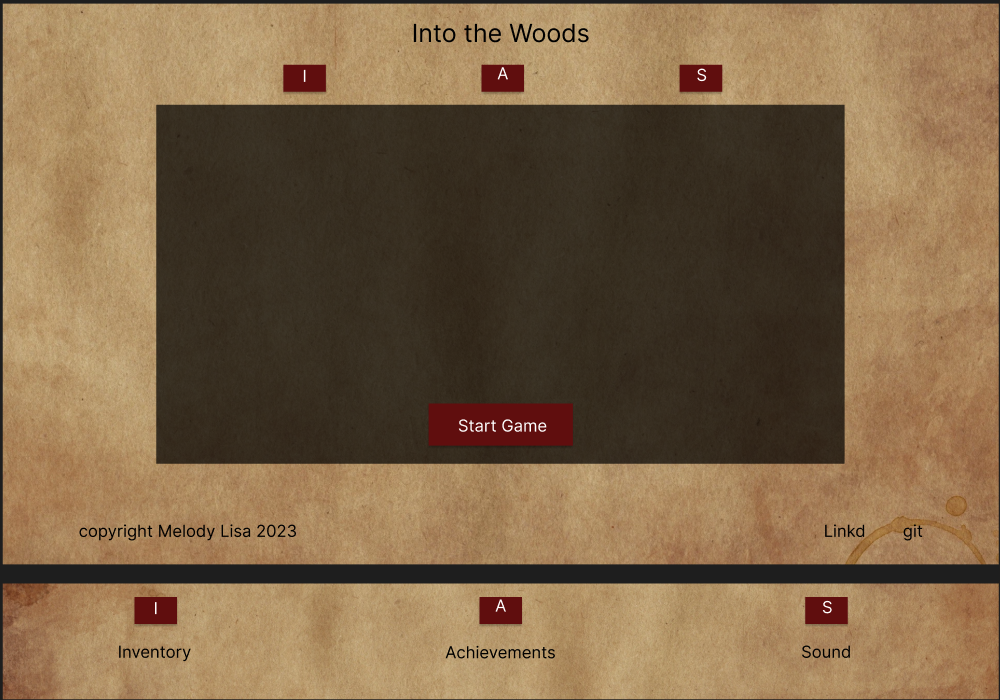 Into the Woods
I A S
Start Game
copyright Melody Lisa 2023 Linkd git
I A S
Inventory Achievements Sound